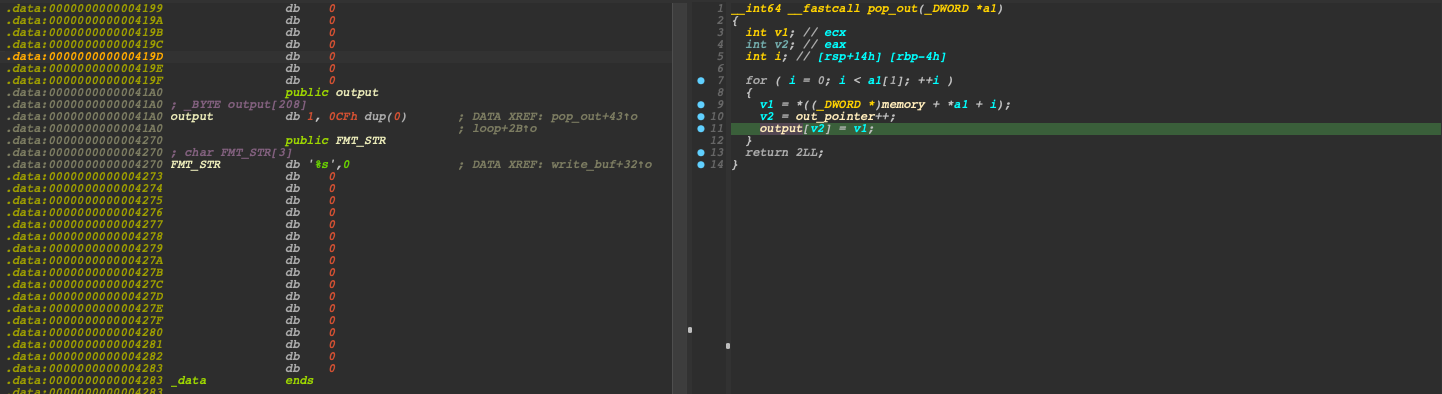 .data:0000000000004199 db 0
.data:000000000000419A db 0
.data:000000000000419B db 0
.data:000000000000419C db 0
.data:000000000000419D db 0
.data:000000000000419E db 0
.data:000000000000419F db 0
.data:00000000000041A0 public output
.data:00000000000041A0 ; _BYTE output[208]
.data:00000000000041A0 output db 1, 0CFh dup(0) ; DATA XREF: pop_out+43↑o
.data:00000000000041A0 ; loop+2B↑o
.data:0000000000004270 public FMT_STR
.data:0000000000004270 ; char FMT_STR[3]
.data:0000000000004270 FMT_STR db '%s',0 ; DATA XREF: write_buf+32↑o
.data:0000000000004273 db 0
.data:0000000000004274 db 0
.data:0000000000004275 db 0
.data:0000000000004276 db 0
.data:0000000000004277 db 0
.data:0000000000004278 db 0
.data:0000000000004279 db 0
.data:000000000000427A db 0
.data:000000000000427B db 0
.data:000000000000427C db 0
.data:000000000000427D db 0
.data:000000000000427E db 0
.data:000000000000427F db 0
.data:0000000000004280 db 0
.data:0000000000004281 db 0
.data:0000000000004282 db 0
.data:0000000000004283 db 0
.data:0000000000004283 _data ends
.data:0000000000004283
1 __int64 __fastcall pop_out(_DWORD *a1)
2 {
3 int v1; // ecx
4 int v2; // eax
5 int i; // [rsp+14h] [rbp-4h]
6
7 for ( i = 0; i < a1[1]; ++i )
8 {
9 v1 = *((_DWORD *)memory + *a1 + i);
10 v2 = out_pointer++;
11 output[v2] = v1;
12 }
13 return 2LL;
14 }